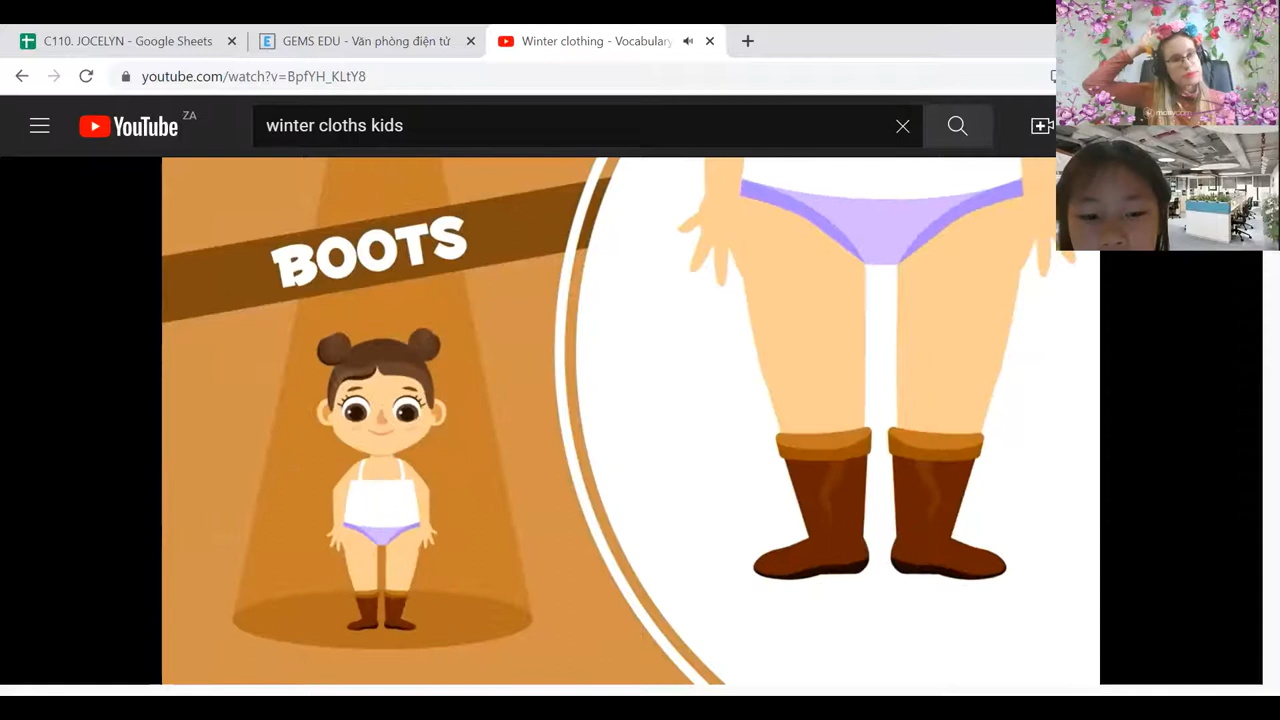 C110. JOCELYN - Google Sheets
GEMS EDU - Văn phòng điện tử
Winter clothing - Vocabulary
youtube.com/watch?v=BpfYH_KLtY8
YouTube ZA
winter cloths kids
BOOTS